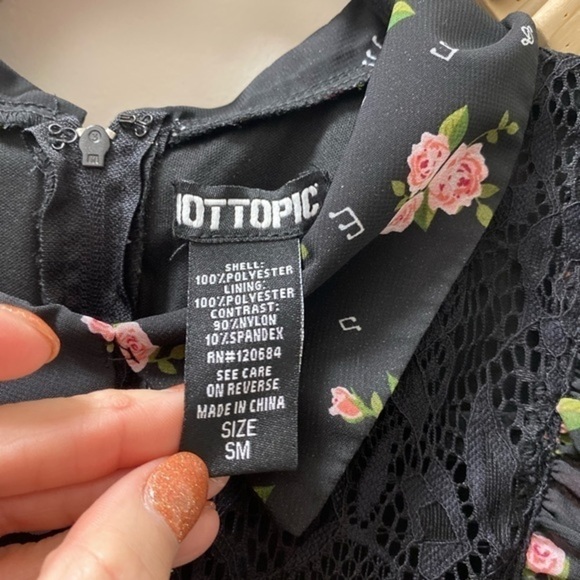 HOTTOPIC
SHELL:
100%POLYESTER
LINING:
100%POLYESTER
CONTRAST:
90%NYLON
10%SPANDEX
RN#120684
SEE CARE
ON REVERSE
MADE IN CHINA
SIZE
SM